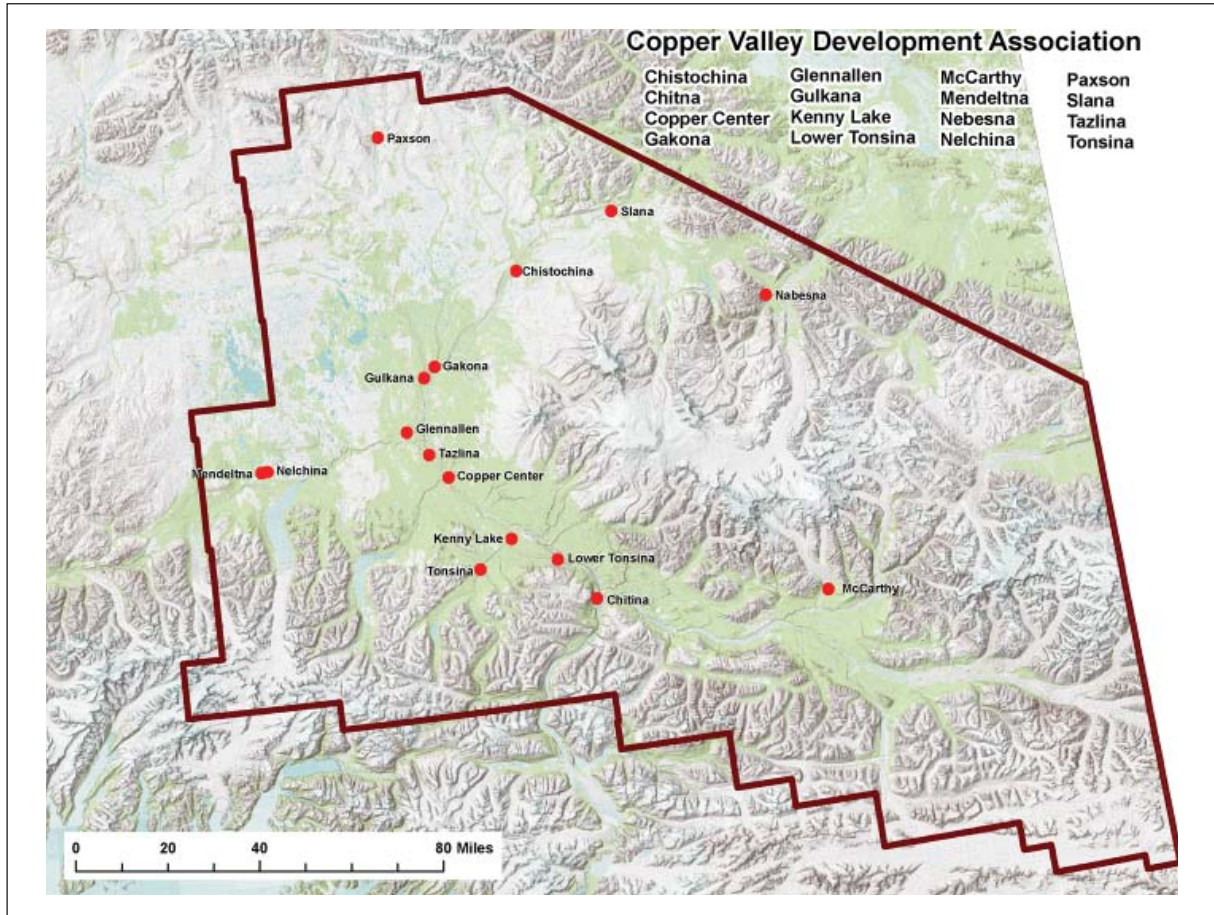 Copper Valley Development Association
Chistochina
Chitna
Copper Center
Gakona
Glennallen
Gulkana
Kenny Lake
Lower Tonsina
McCarthy
Mendeltna
Nebesna
Nelchina
Paxson
Slana
Tazlina
Tonsina
Paxson
Slana
Chistochina
Nabesna
Gakona
Gulkana
Glennallen
Tazlina
Mendeltna
Nelchina
Copper Center
Kenny Lake
Lower Tonsina
Tonsina
McCarthy
Chitina
0 20 40 80 Miles